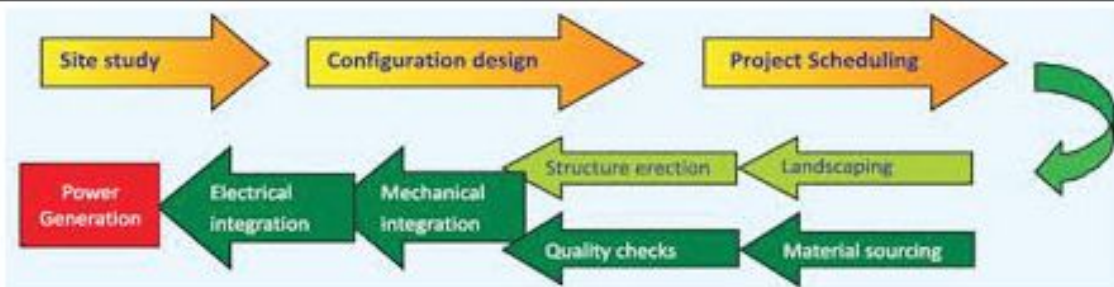 Site study
Configuration design
Project Scheduling
Structure erection
Landscaping
Power
Generation
Electrical
integration
Mechanical
integration
Quality checks
Material sourcing